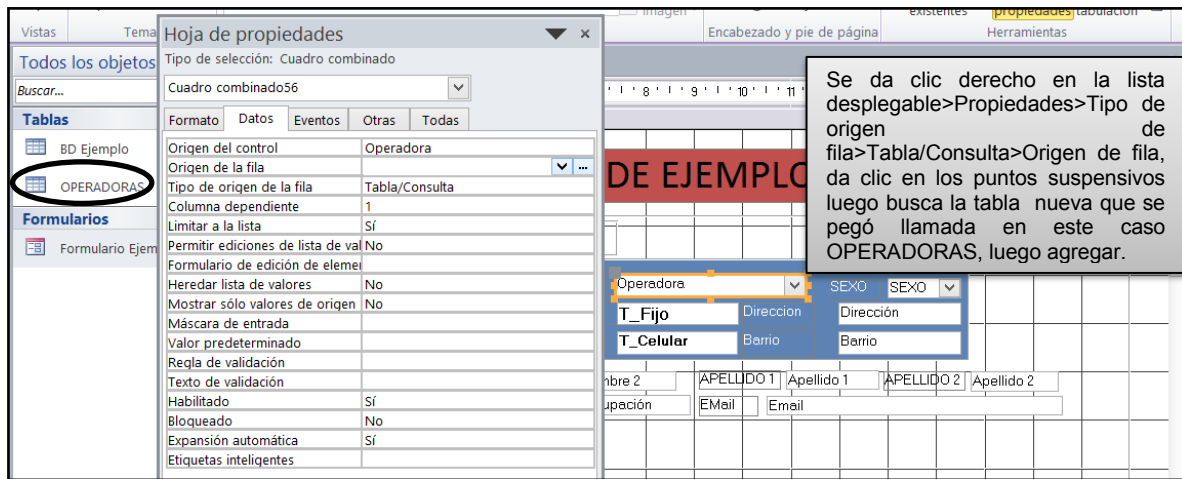 imagen
existentes
propiedades tabulación
Vistas
Tema
Encabezado y pie de página
Herramientas
Todos los objetos
Buscar...
Tablas
BD Ejemplo
OPERADORAS
Formularios
Formulario Ejem
Hoja de propiedades
Tipo de selección: Cuadro combinado
Cuadro combinado56
Formato Datos Eventos Otras Todas
Origen del control Operadora
Origen de la fila
Tipo de origen de la fila Tabla/Consulta
Columna dependiente 1
Limitar a la lista Sí
Permitir ediciones de lista de val No
Formulario de edición de elemen
Heredar lista de valores No
Mostrar sólo valores de origen No
Máscara de entrada
Valor predeterminado
Regla de validación
Texto de validación
Habilitado Sí
Bloqueado No
Expansión automática Sí
Etiquetas inteligentes
8 9 10 11
DE EJEMPLO
Operadora SEXO SEXO
T_Fijo Direccion Dirección
T_Celular Barrio Barrio
nbre 2 APELLIDO 1 Apellido 1 APELLIDO 2 Apellido 2
upación EMail Email
Se da clic derecho en la lista
desplegable>Propiedades>Tipo de
origen de
fila>Tabla/Consulta>Origen de fila,
da clic en los puntos suspensivos
luego busca la tabla nueva que se
pegó llamada en este caso
OPERADORAS, luego agregar.